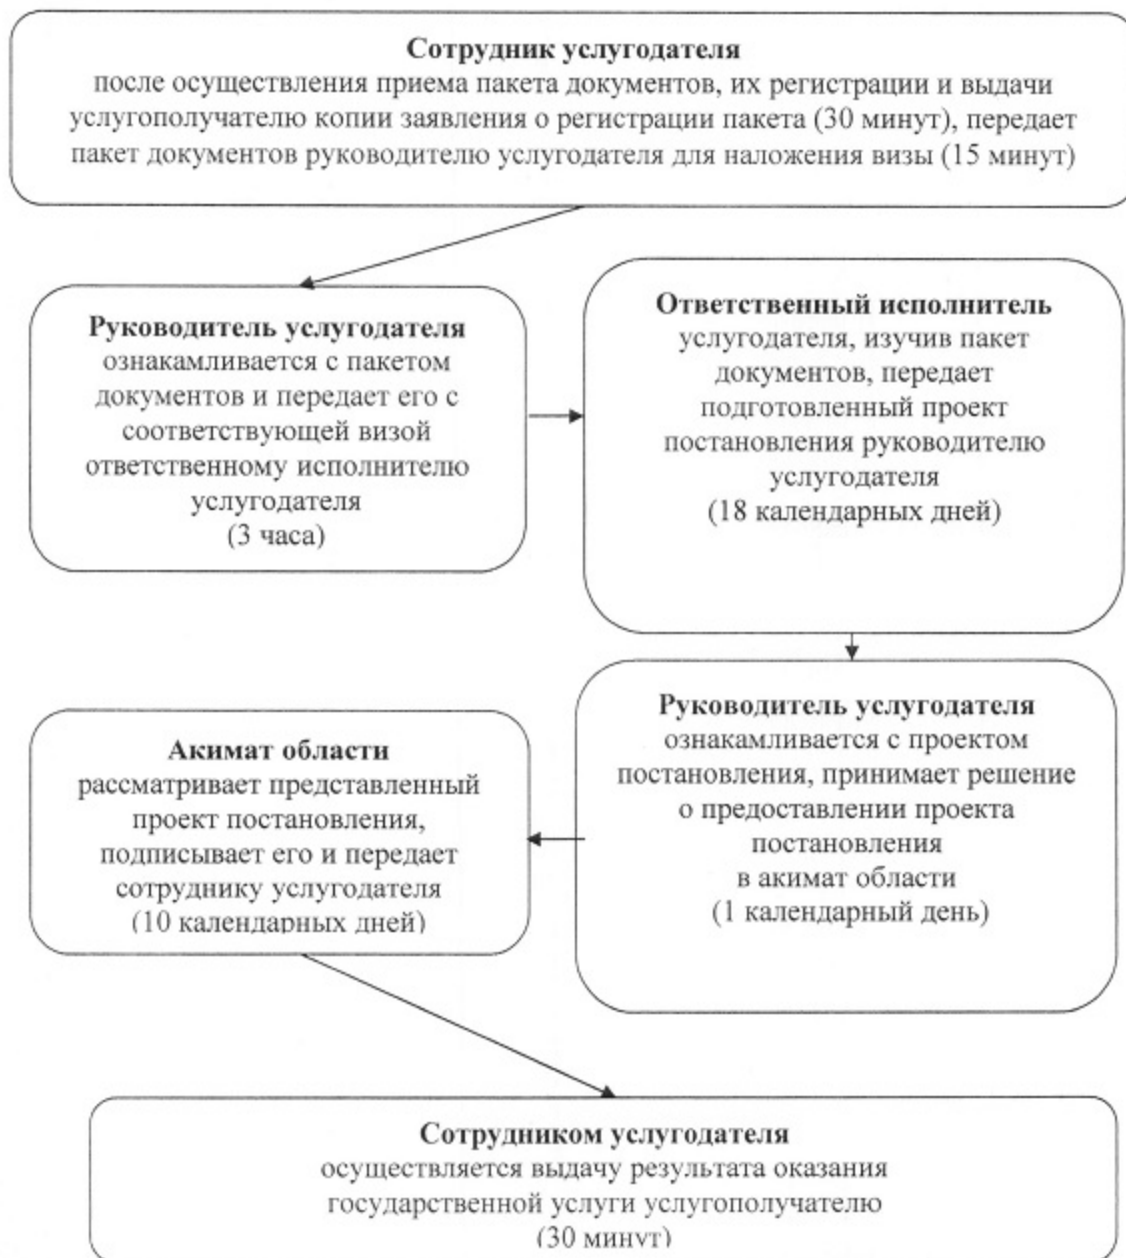 Сотрудник услугодателя
после осуществления приема пакета документов, их регистрации и выдачи
услугополучателю копии заявления о регистрации пакета (30 минут), передает
пакет документов руководителю услугодателя для наложения визы (15 минут)
Руководитель услугодателя
ознакамливается с пакетом
документов и передает его с
соответствующей визой
ответственному исполнителю
услугодателя
(3 часа)
Ответственный исполнитель
услугодателя, изучив пакет
документов, передает
подготовленный проект
постановления руководителю
услугодателя
(18 календарных дней)
Руководитель услугодателя
ознакамливается с проектом
постановления, принимает решение
о предоставлении проекта
постановления
в акимат области
(1 календарный день)
Акимат области
рассматривает представленный
проект постановления,
подписывает его и передает
сотруднику услугодателя
(10 календарных дней)
Сотрудником услугодателя
осуществляется выдачу результата оказания
государственной услуги услугополучателю
(30 минут)